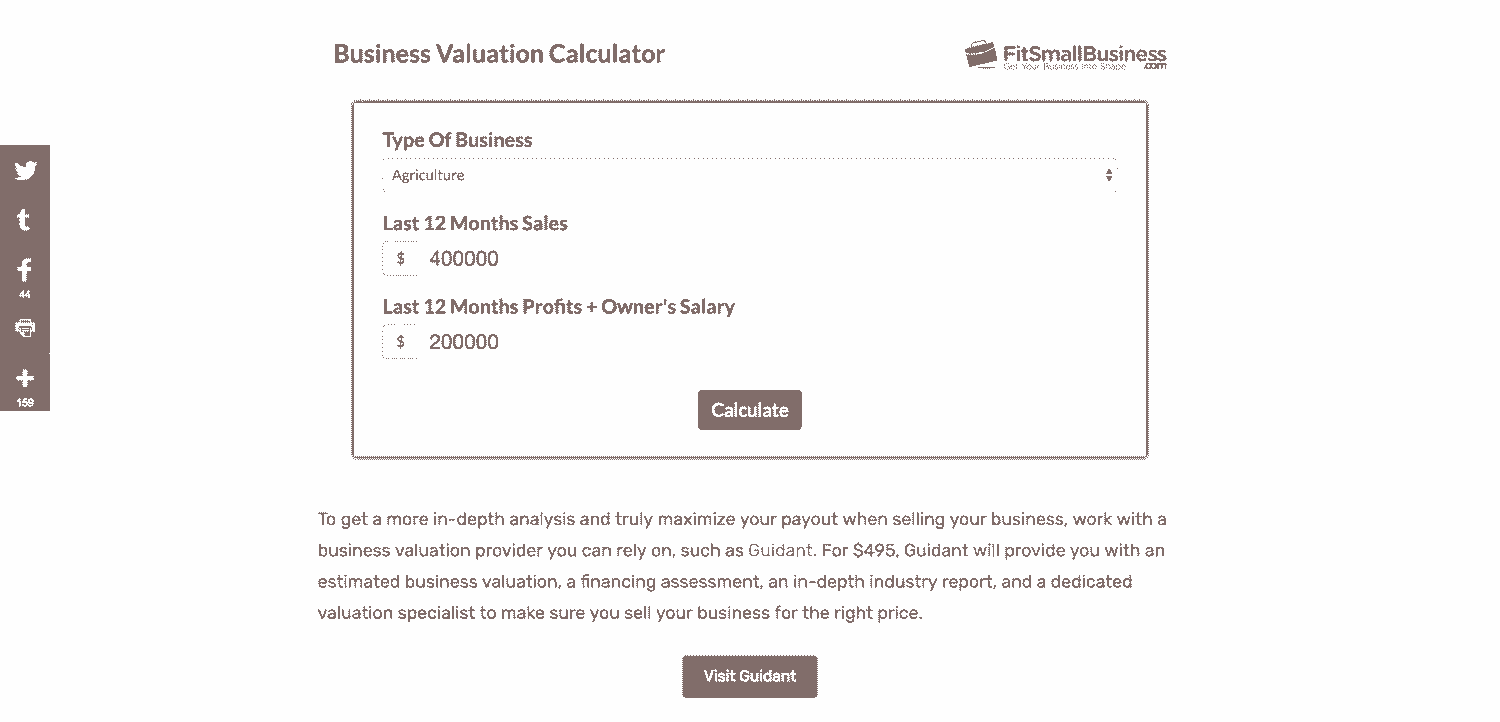 Business Valuation Calculator
FitSmallBusiness
Get Your Business Into Shape .com
Type Of Business
Agriculture
Last 12 Months Sales
$ 400000
Last 12 Months Profits + Owner's Salary
$ 200000
Calculate
t
f
44
159
To get a more in-depth analysis and truly maximize your payout when selling your business, work with a
business valuation provider you can rely on, such as Guidant. For $495, Guidant will provide you with an
estimated business valuation, a financing assessment, an in-depth industry report, and a dedicated
valuation specialist to make sure you sell your business for the right price.
Visit Guidant